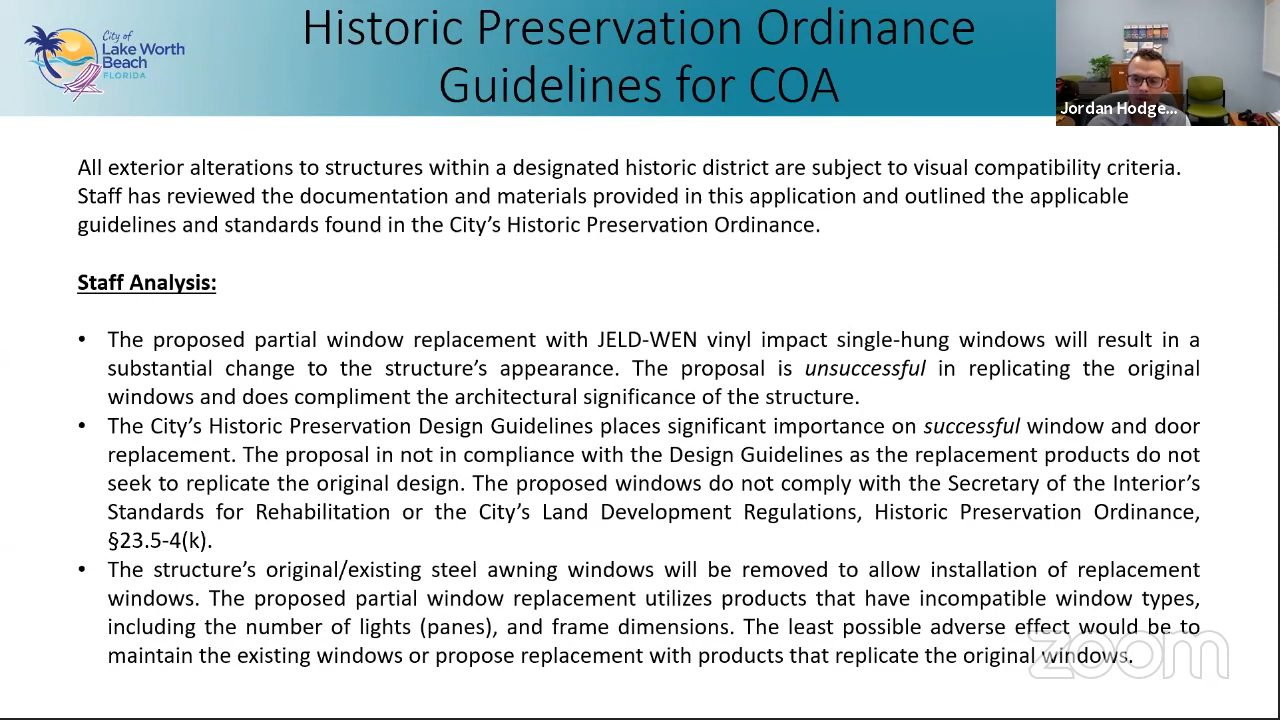 City of
Lake Worth
Beach
FLORIDA
Historic Preservation Ordinance
Guidelines for COA
Jordan Hodge...
All exterior alterations to structures within a designated historic district are subject to visual compatibility criteria.
Staff has reviewed the documentation and materials provided in this application and outlined the applicable
guidelines and standards found in the City's Historic Preservation Ordinance.
Staff Analysis:
• The proposed partial window replacement with JELD-WEN vinyl impact single-hung windows will result in a
substantial change to the structure's appearance. The proposal is unsuccessful in replicating the original
windows and does compliment the architectural significance of the structure.
• The City's Historic Preservation Design Guidelines places significant importance on successful window and door
replacement. The proposal in not in compliance with the Design Guidelines as the replacement products do not
seek to replicate the original design. The proposed windows do not comply with the Secretary of the Interior's
Standards for Rehabilitation or the City's Land Development Regulations, Historic Preservation Ordinance,
§23.5-4(k).
• The structure's original/existing steel awning windows will be removed to allow installation of replacement
windows. The proposed partial window replacement utilizes products that have incompatible window types,
including the number of lights (panes), and frame dimensions. The least possible adverse effect would be to
maintain the existing windows or propose replacement with products that replicate the original windows.
zoom